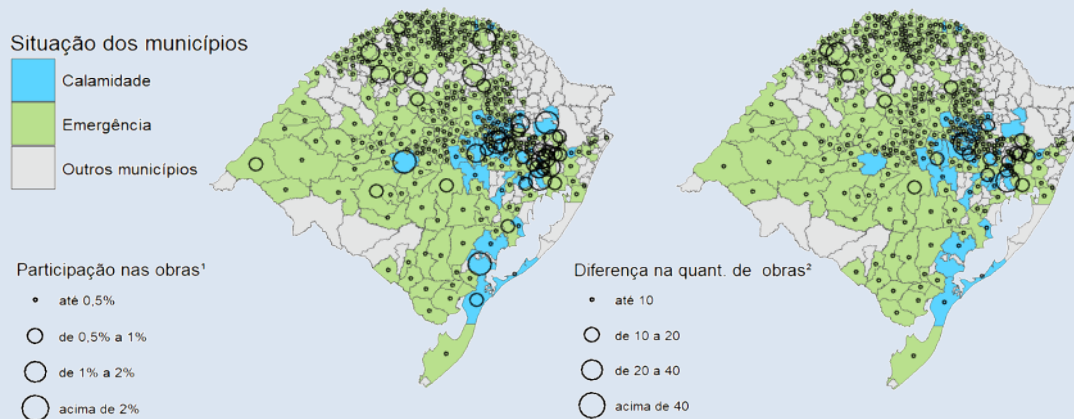 Situação dos municípios
Calamidade
Emergência
Outros municípios
Participação nas obras¹
até 0,5%
de 0,5% a 1%
de 1% a 2%
acima de 2%
Diferença na quant. de obras²
até 10
de 10 a 20
de 20 a 40
acima de 40